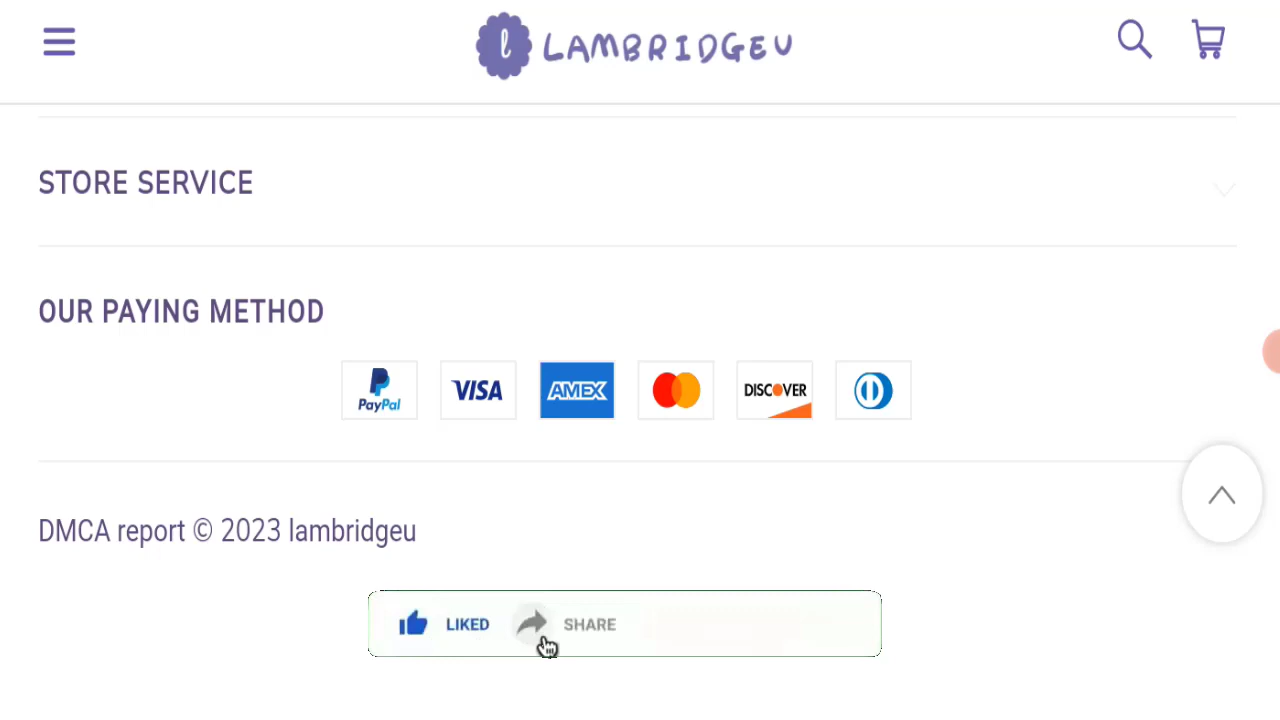 l LAMBRIDGEU
STORE SERVICE
OUR PAYING METHOD
PayPal VISA AMEX DISCOVER
DMCA report © 2023 lambridgeu
LIKED SHARE